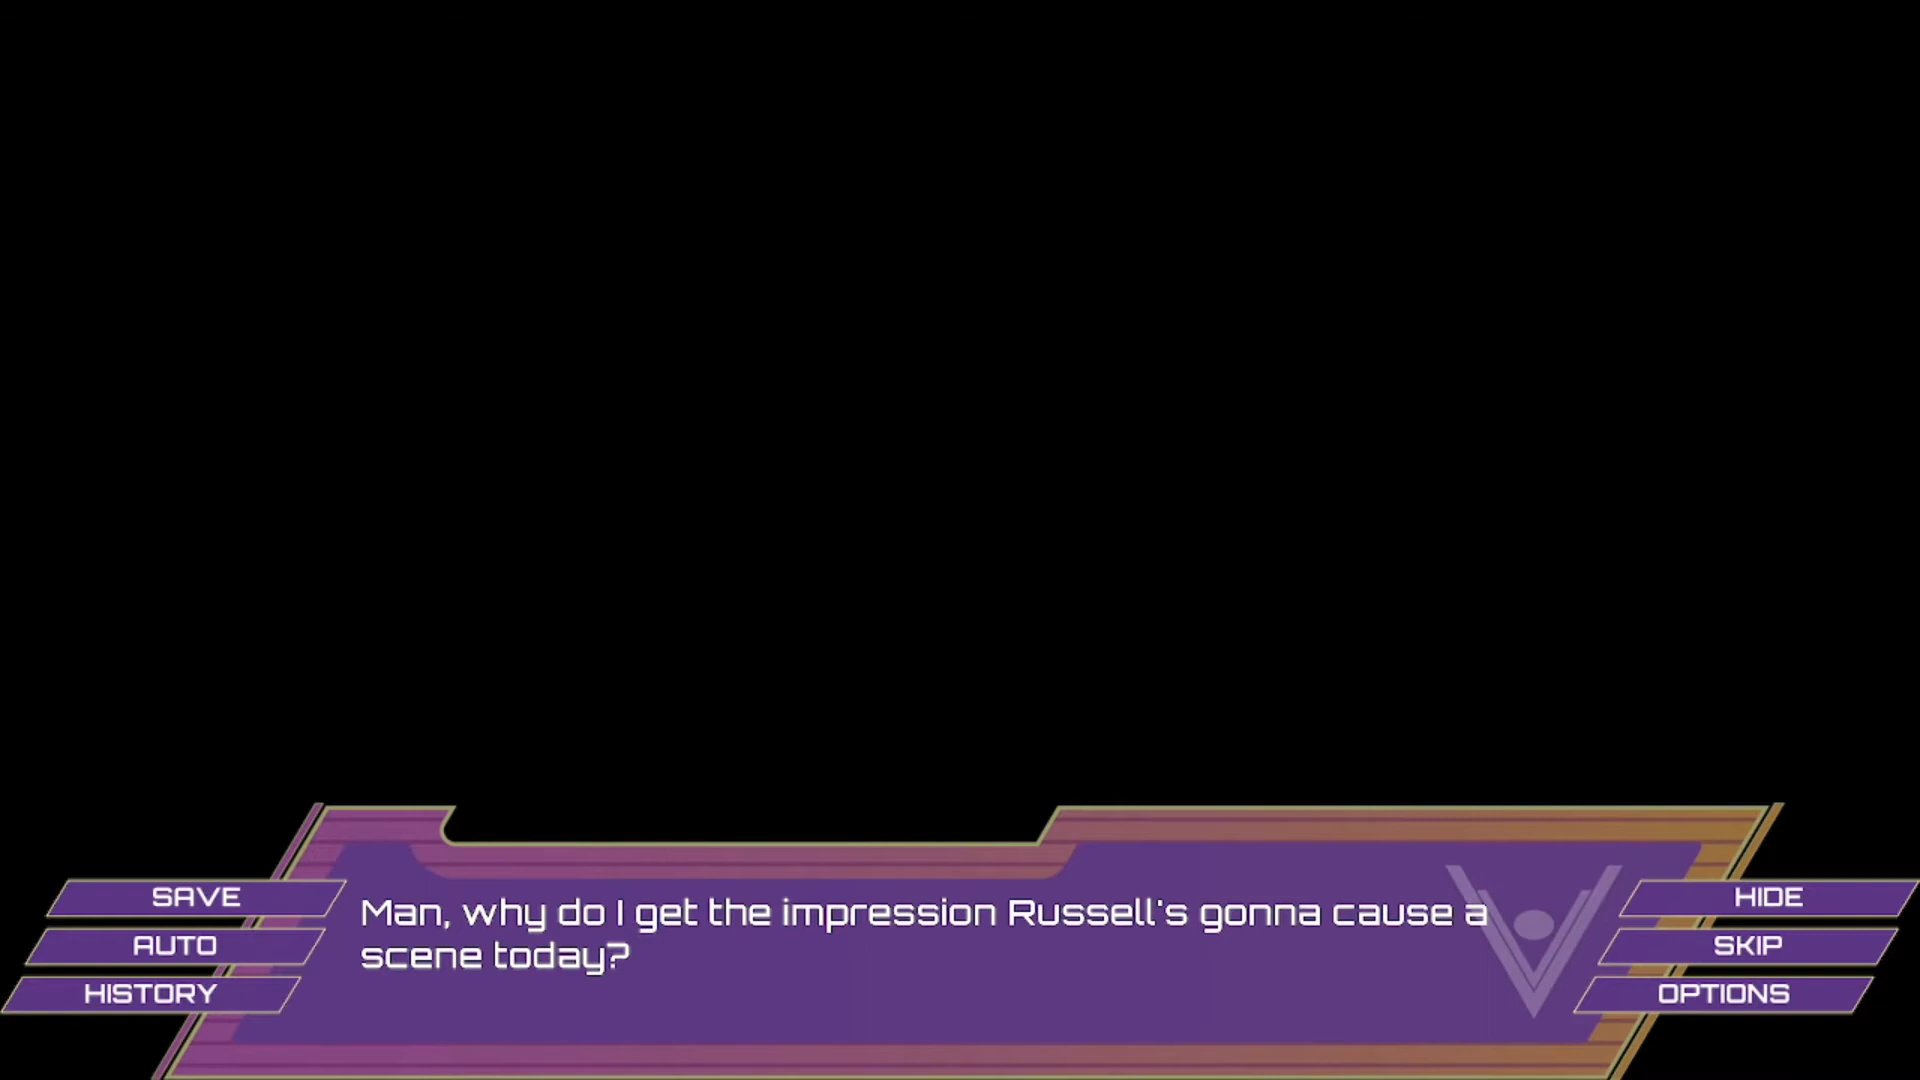 SAVE
AUTO
HISTORY
Man, why do I get the impression Russell's gonna cause a
scene today?
HIDE
SKIP
OPTIONS